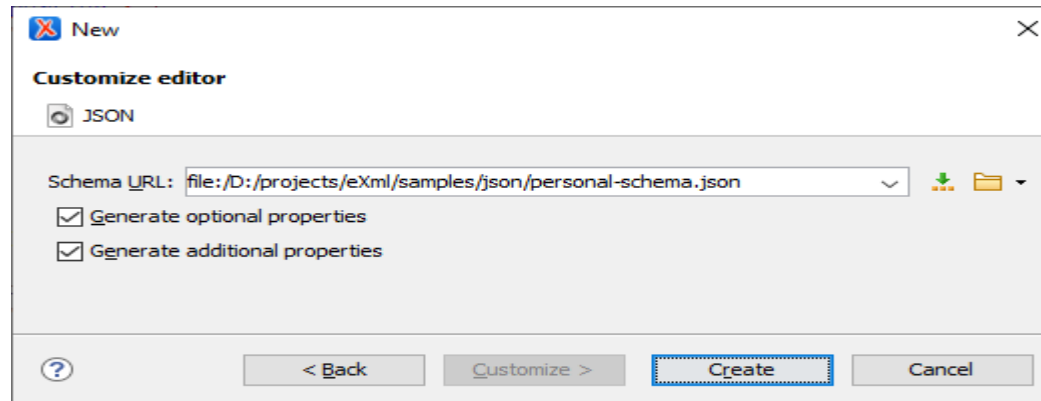 New
Customize editor
JSON
Schema URL: file:/D:/projects/eXml/samples/json/personal-schema.json
Generate optional properties
Generate additional properties
? < Back Customize > Create Cancel